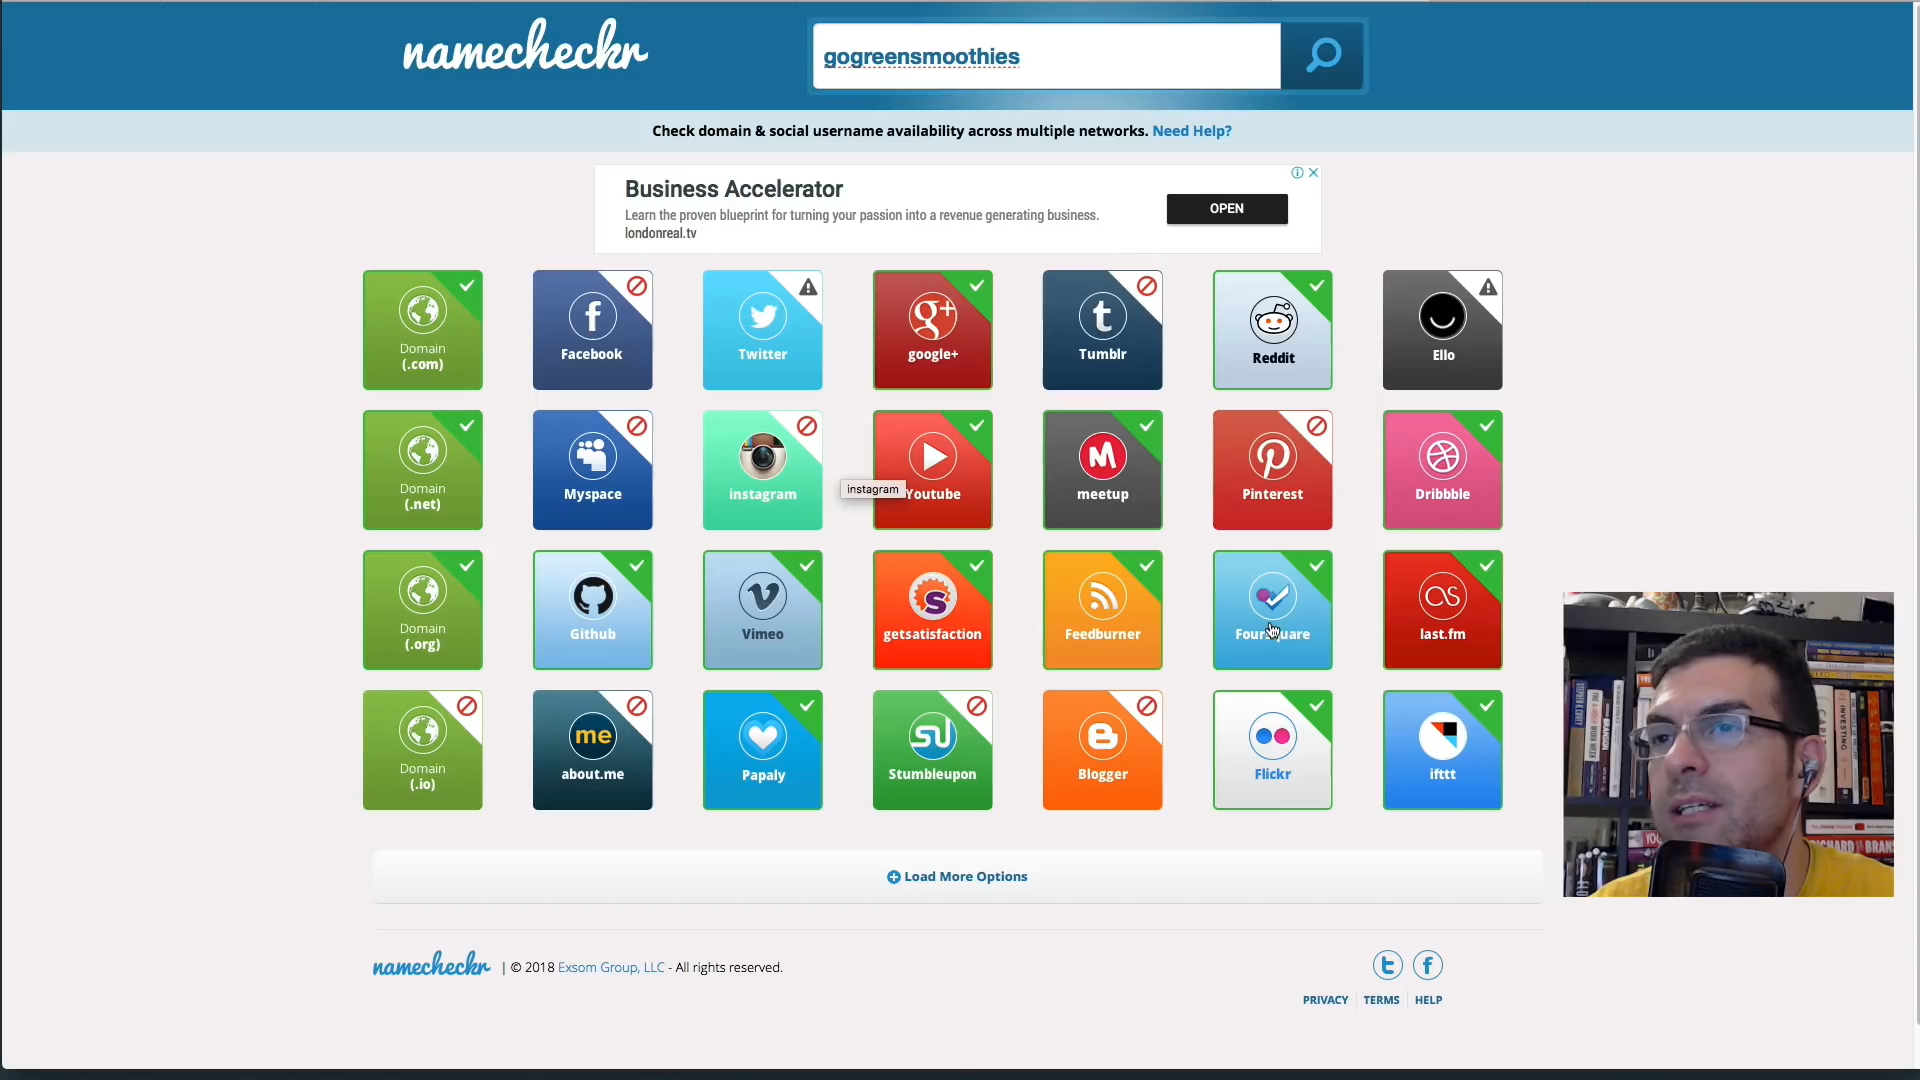 namecheckr
gogreensmoothies
Check domain & social username availability across multiple networks. Need Help?
Business Accelerator
Learn the proven blueprint for turning your passion into a revenue generating business.
londonreal.tv
OPEN
Domain
(.com)
Facebook
Twitter
google+
Tumblr
Reddit
Ello
Domain
(.net)
Myspace
instagram
instagram
Youtube
meetup
Pinterest
Dribbble
Domain
(.org)
Github
Vimeo
getsatisfaction
Feedburner
Foursquare
last.fm
Domain
(.io)
me
about.me
Papaly
Stumbleupon
Blogger
Flickr
ifttt
Load More Options
namecheckr | © 2018 Exsom Group, LLC - All rights reserved.
PRIVACY TERMS HELP
INVESTING